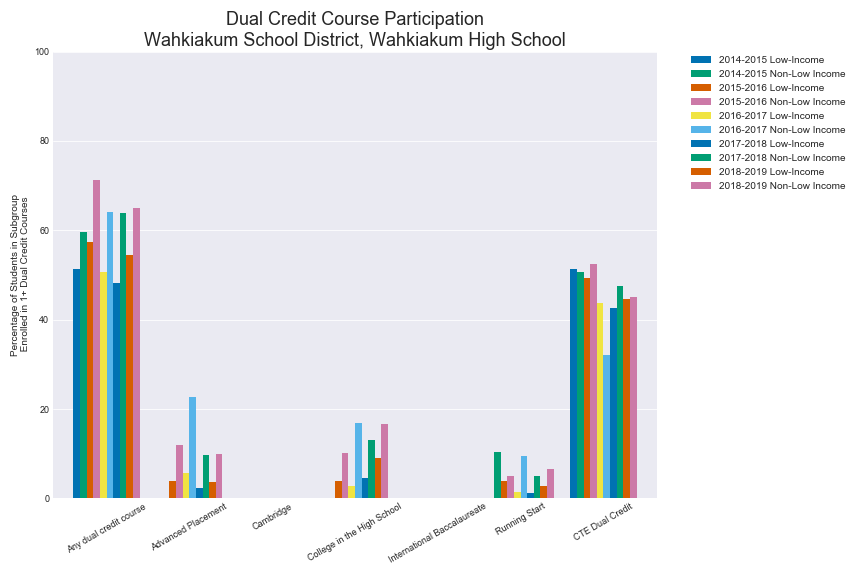 Dual Credit Course Participation
Wahkiakum School District, Wahkiakum High School
Percentage of Students in Subgroup
Enrolled in 1+ Dual Credit Courses
100
80
60
40
20
0
Any dual credit course
Advanced Placement
Cambridge
College in the High School
International Baccalaureate
Running Start
CTE Dual Credit
2014-2015 Low-Income
2014-2015 Non-Low Income
2015-2016 Low-Income
2015-2016 Non-Low Income
2016-2017 Low-Income
2016-2017 Non-Low Income
2017-2018 Low-Income
2017-2018 Non-Low Income
2018-2019 Low-Income
2018-2019 Non-Low Income